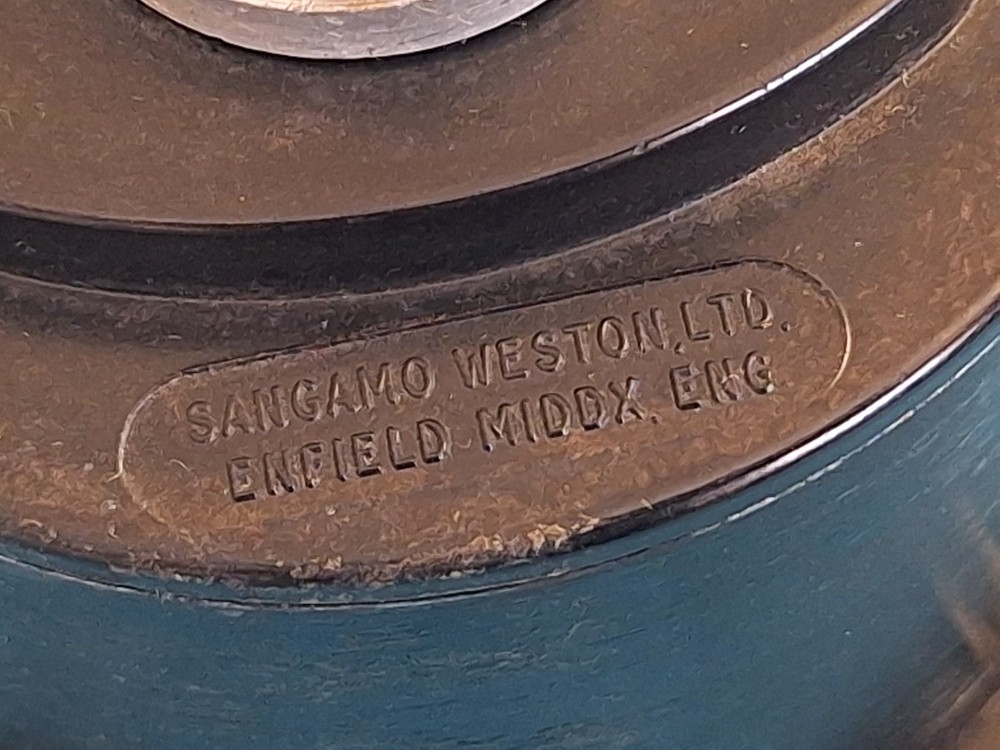 SANGAMO WESTON, LTD.
ENFIELD MIDDX. ENG